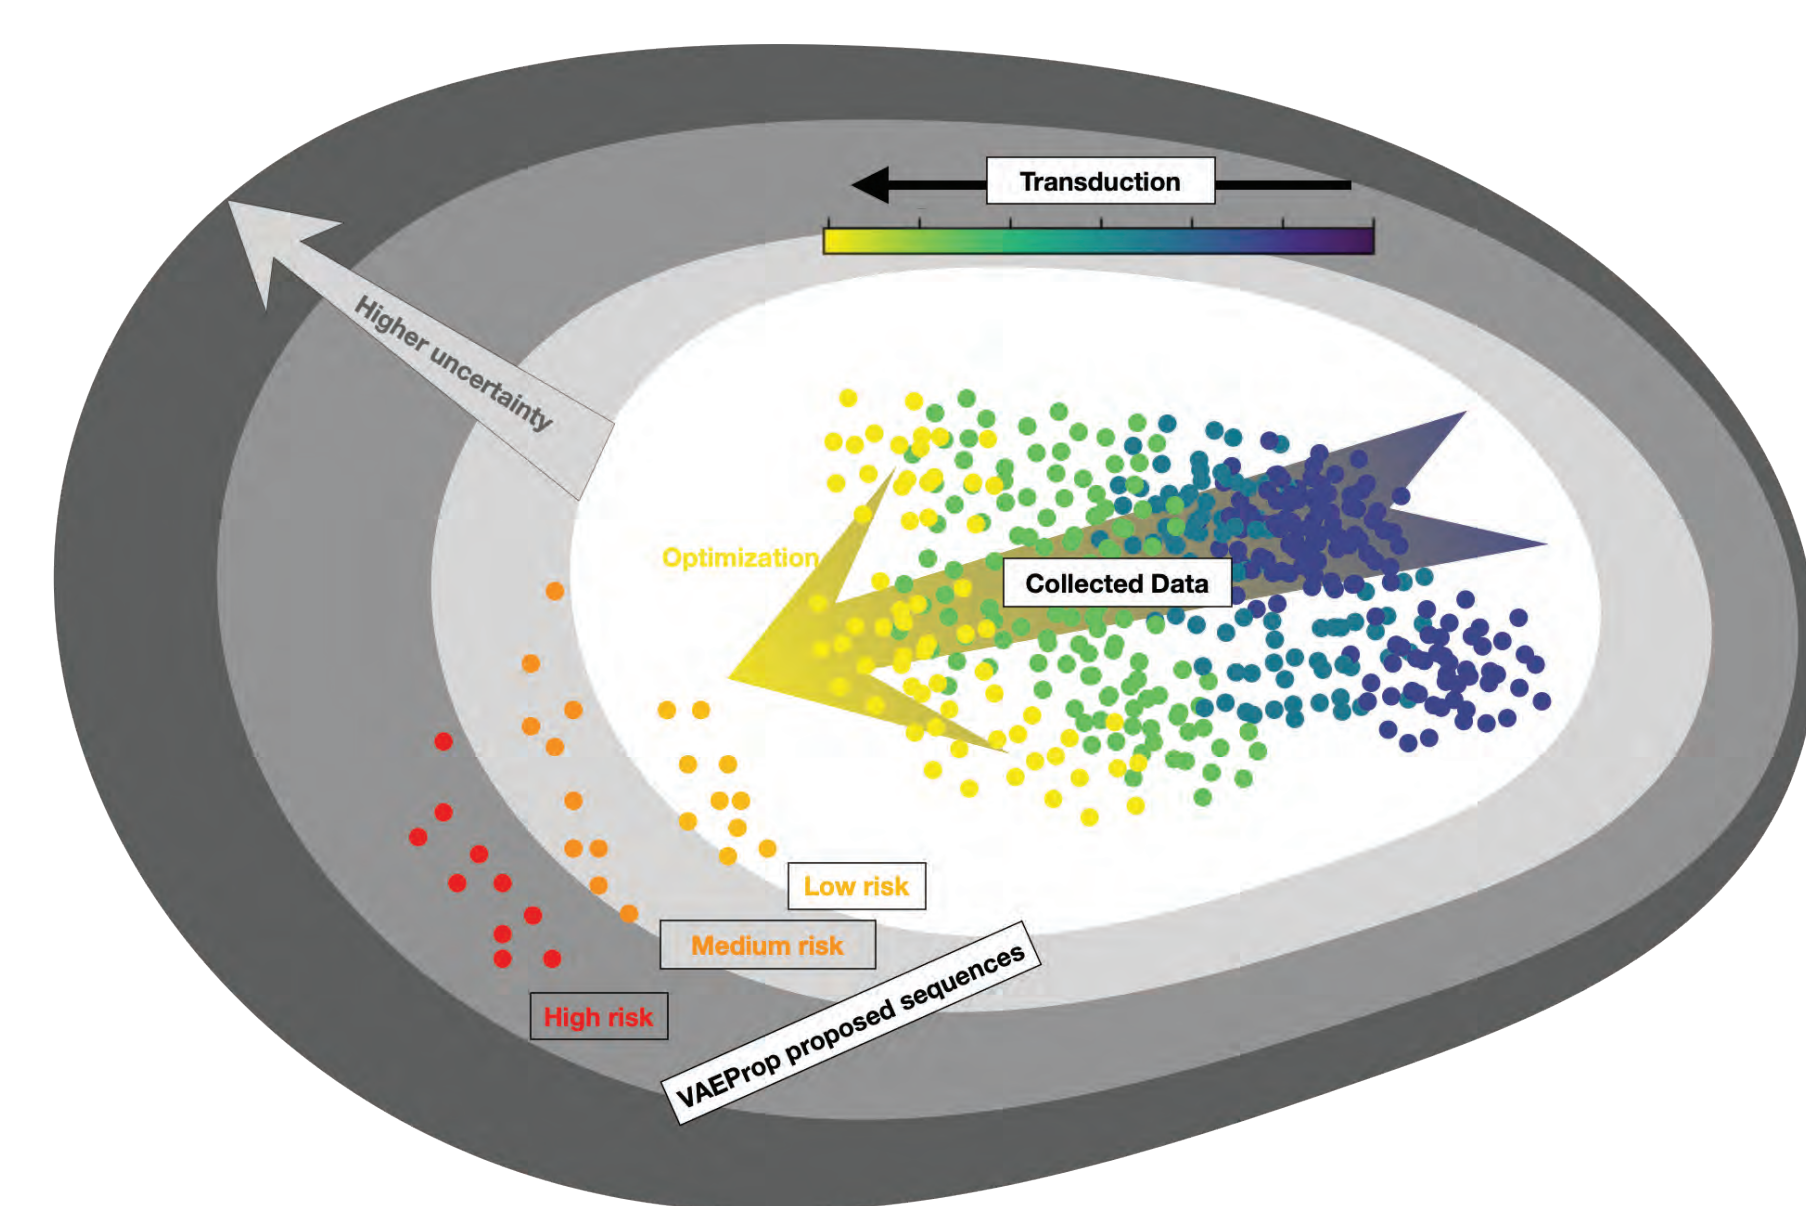 Transduction
Higher uncertainty
Optimization
Collected Data
Low risk
Medium risk
High risk
VAEProp proposed sequences